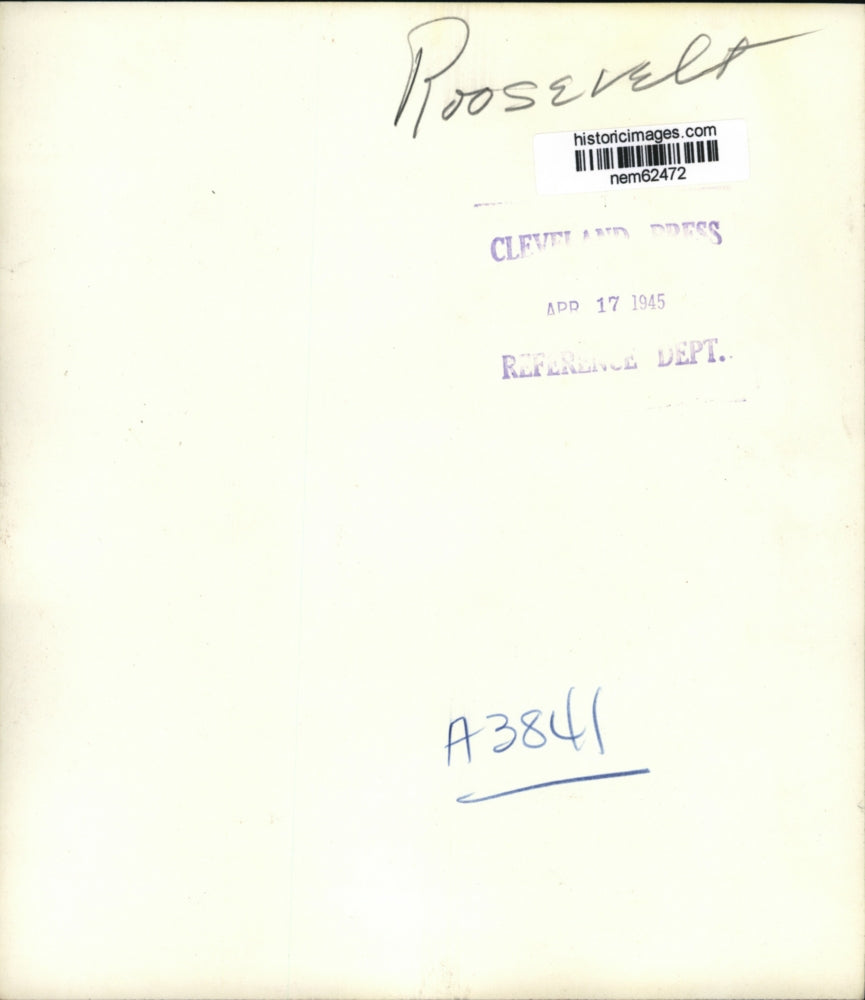 Roosevelt
historicimages.com
nem62472
CLEVELAND PRESS
APR 17 1945
REFERENCE DEPT.
A3841